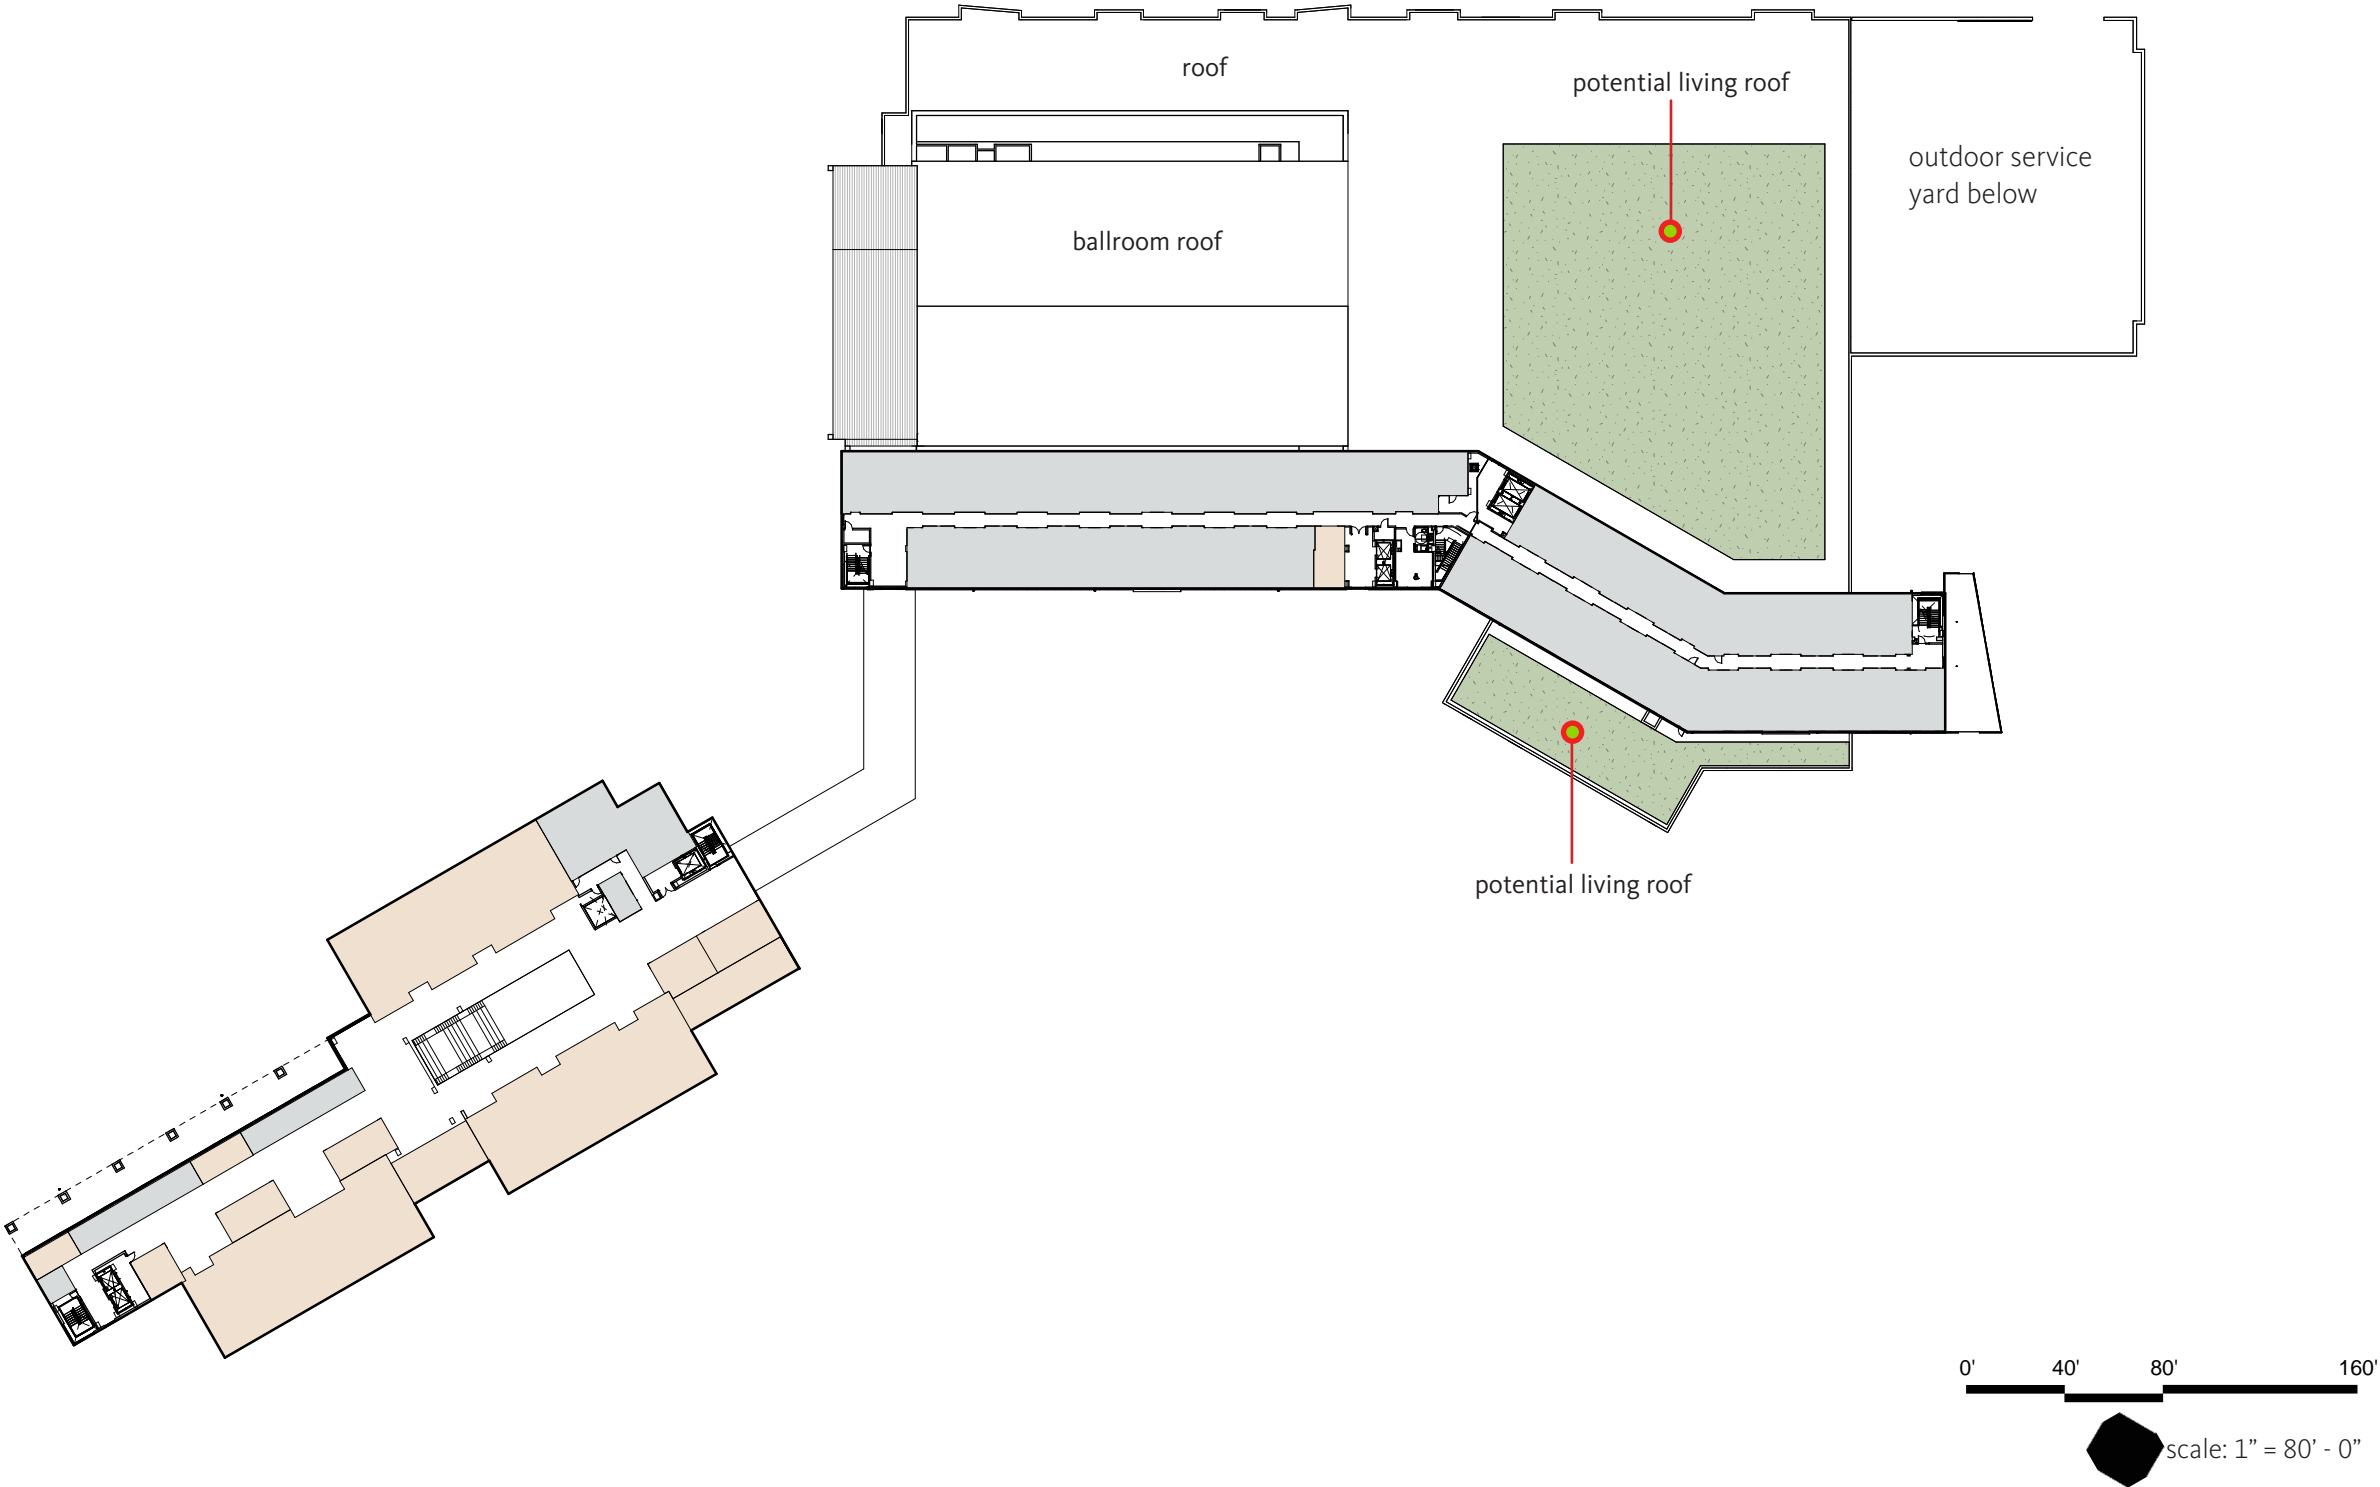 roof
potential living roof
outdoor service
yard below
ballroom roof
potential living roof
0' 40' 80' 160'
scale: 1” = 80’ - 0”